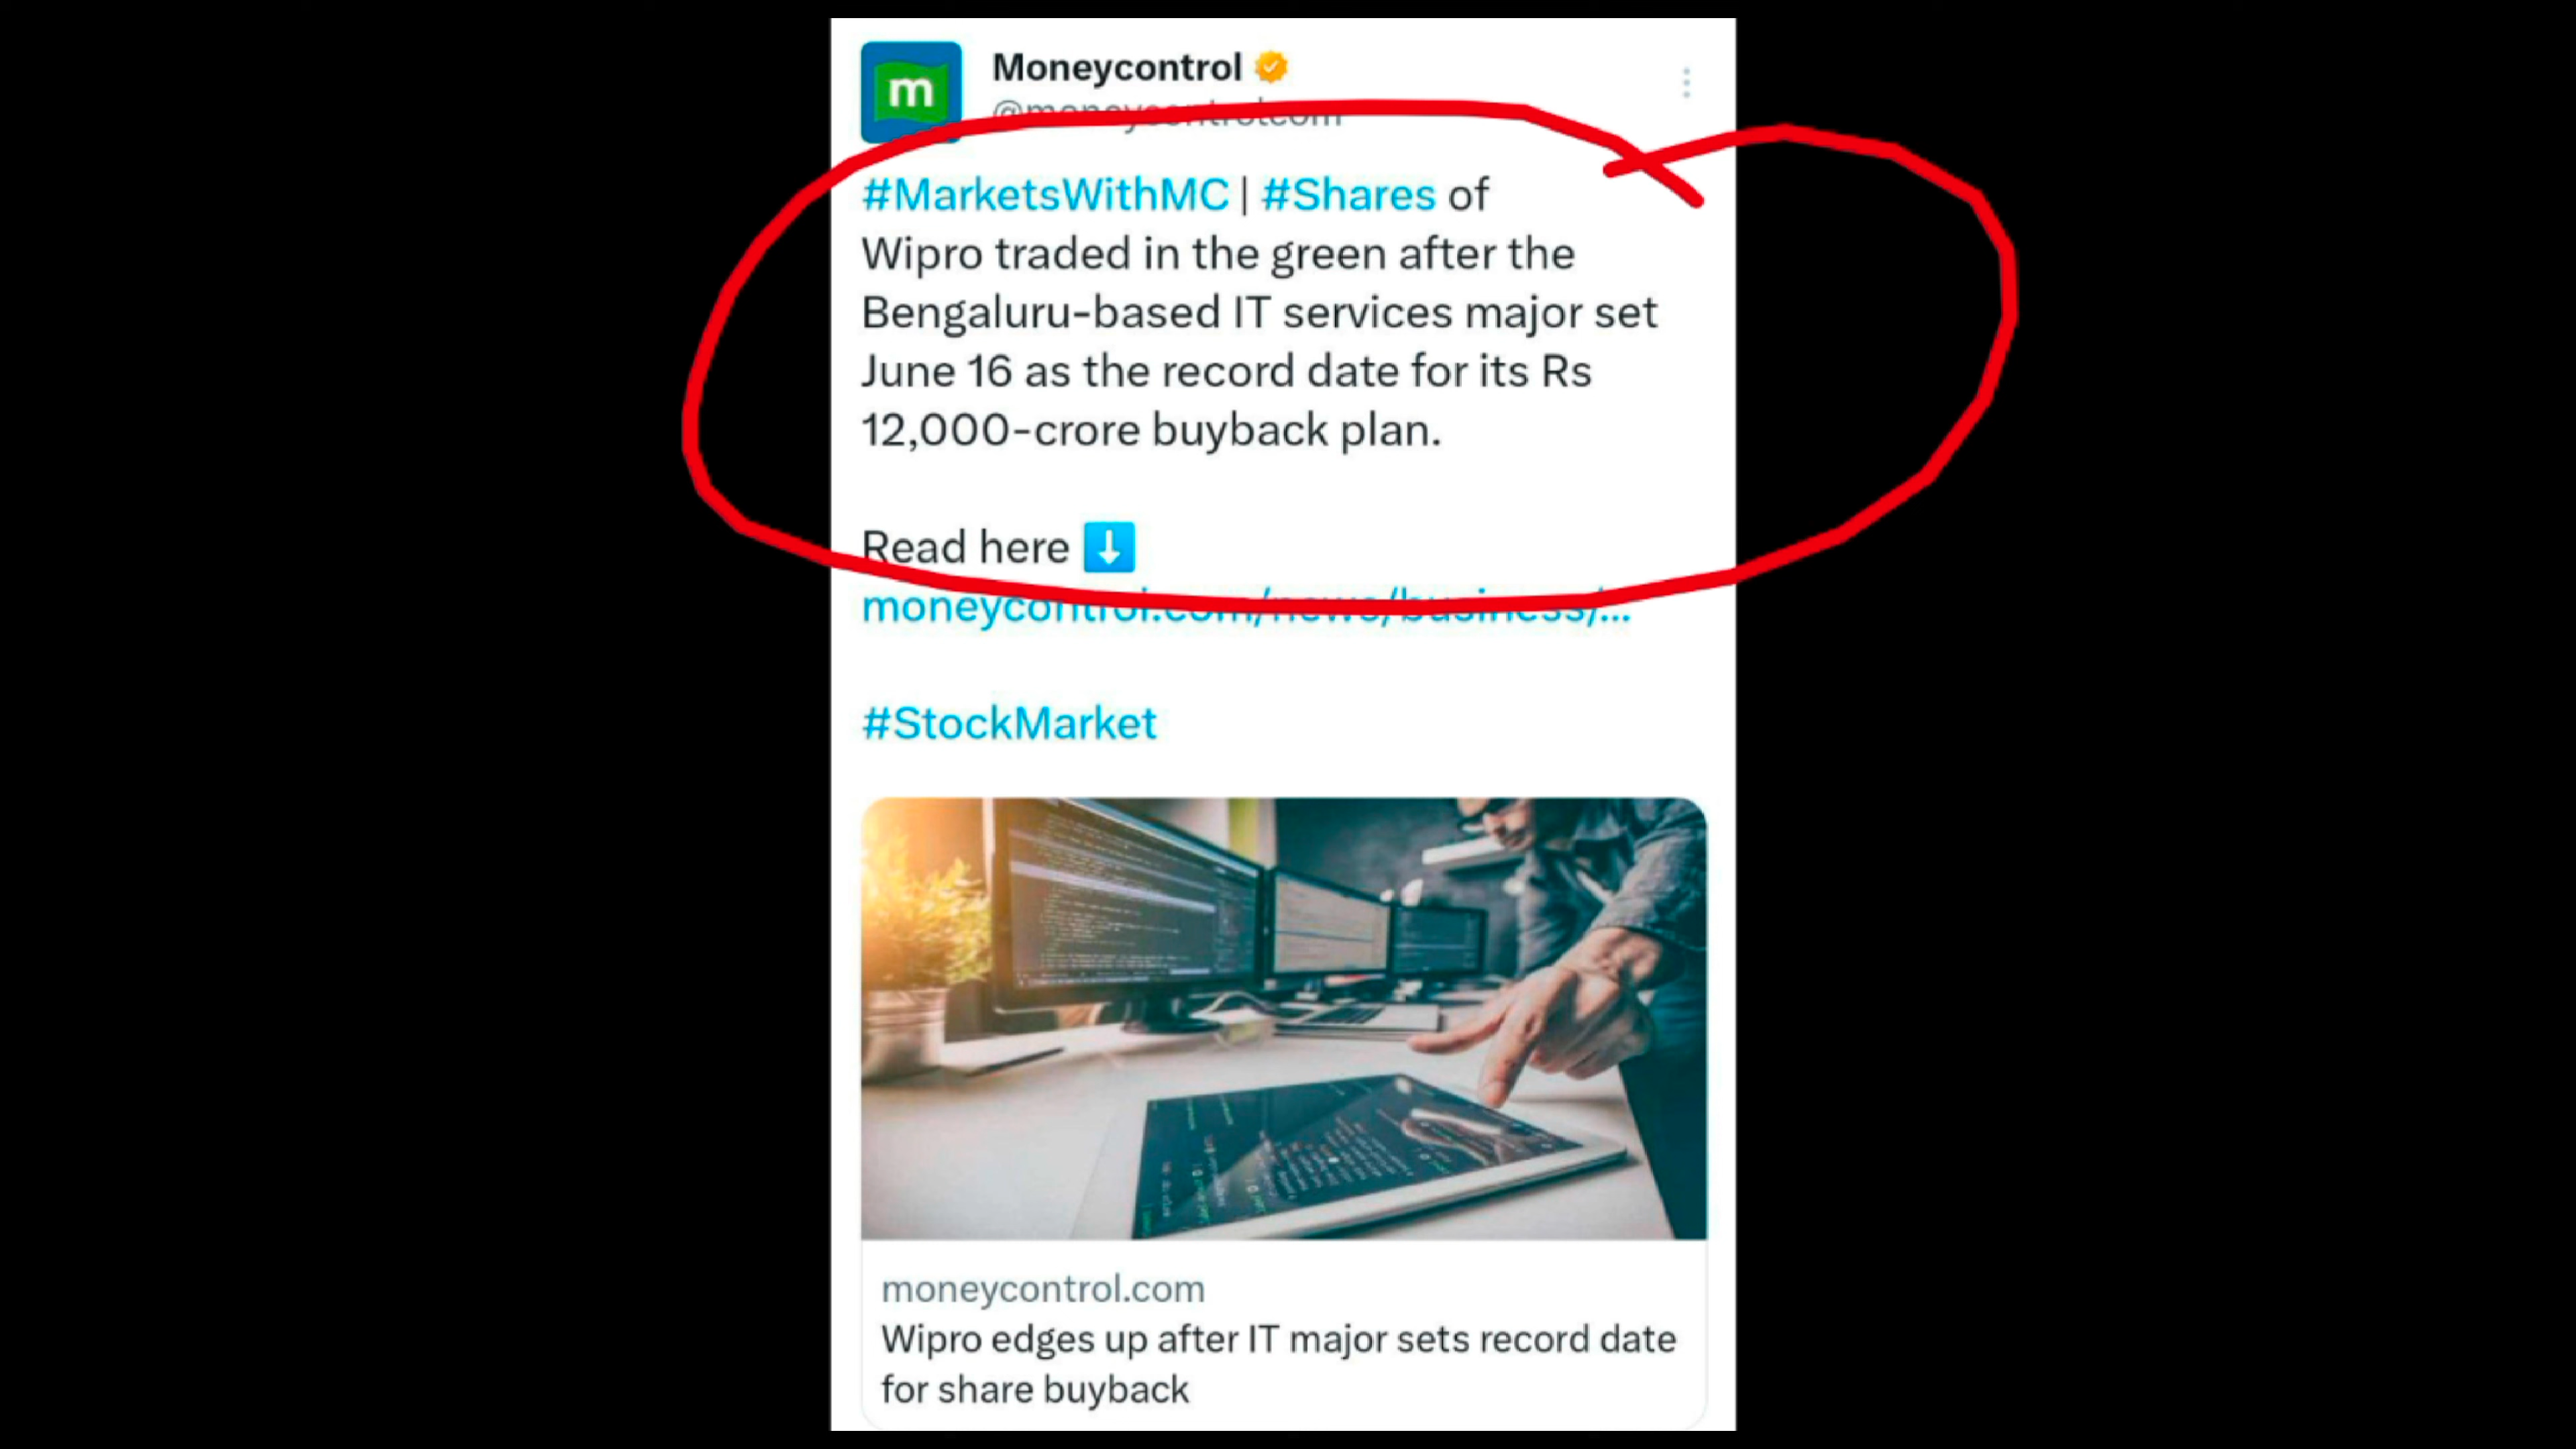 m
Moneycontrol
@moneycontrolcom
#MarketsWithMC | #Shares of
Wipro traded in the green after the
Bengaluru-based IT services major set
June 16 as the record date for its Rs
12,000-crore buyback plan.
Read here ⬇️
moneycontrol.com/news/business/...
#StockMarket
moneycontrol.com
Wipro edges up after IT major sets record date
for share buyback